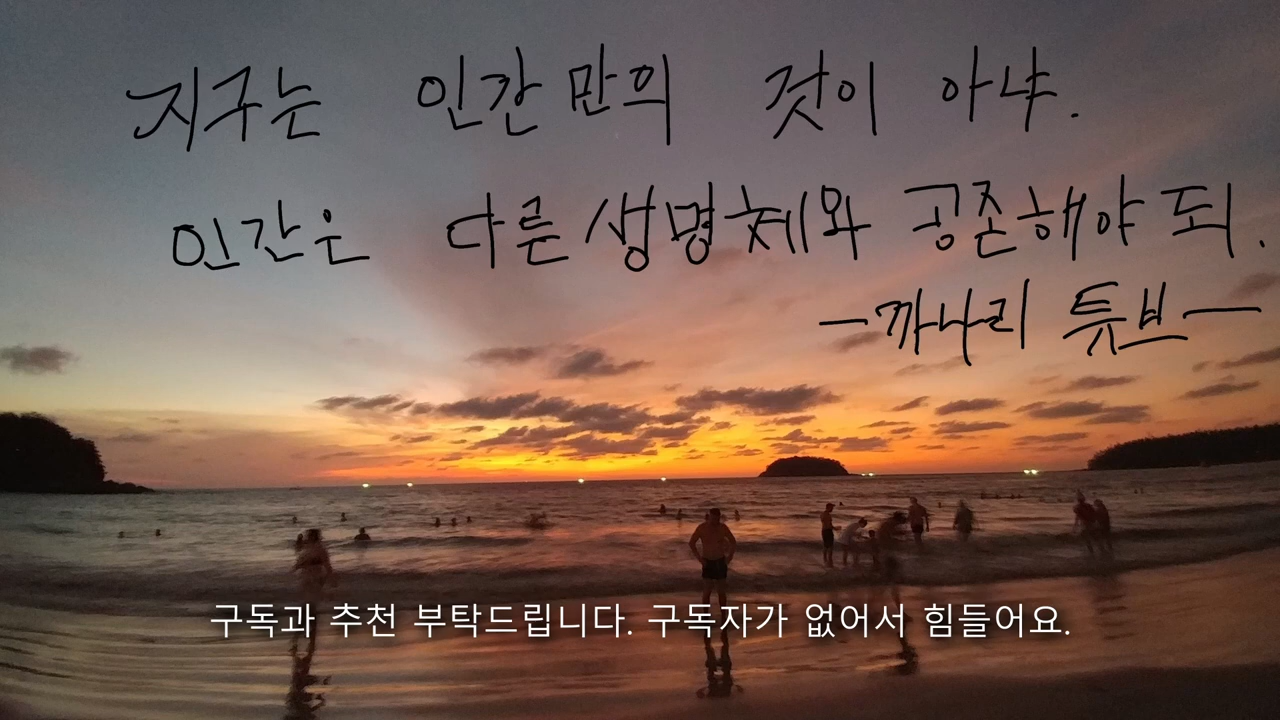 지구는 인간만의 것이 아냐.
인간은 다른 생명체와 공존해야 되.
-까나리 튜브-
구독과 추천 부탁드립니다. 구독자가 없어서 힘들어요.